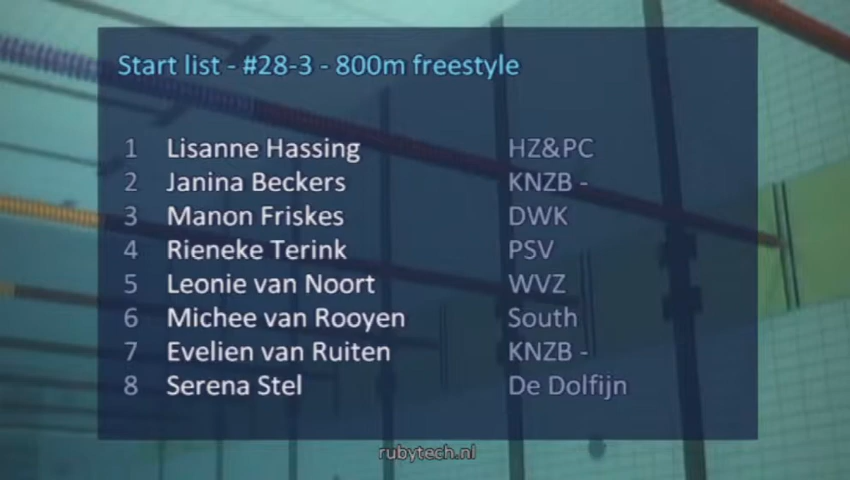 Start list - #28-3 - 800m freestyle
1 Lisanne Hassing HZ&PC
2 Janina Beckers KNZB -
3 Manon Friskes DWK
4 Rieneke Terink PSV
5 Leonie van Noort WVZ
6 Michee van Rooyen South
7 Evelien van Ruiten KNZB -
8 Serena Stel De Dolfijn
rubytech.nl